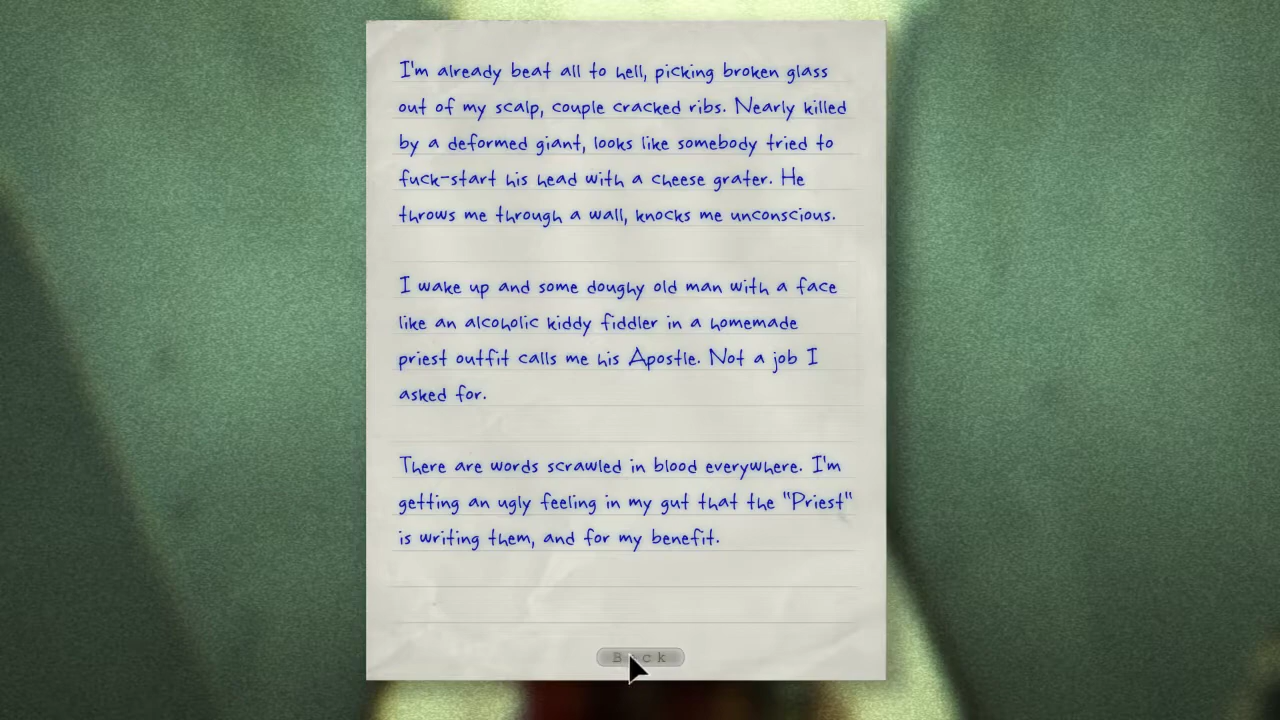 I'm already beat all to hell, picking broken glass
out of my scalp, couple cracked ribs. Nearly killed
by a deformed giant, looks like somebody tried to
fuck-start his head with a cheese grater. He
throws me through a wall, knocks me unconscious.
I wake up and some doughy old man with a face
like an alcoholic kiddy fiddler in a homemade
priest outfit calls me his Apostle. Not a job I
asked for.
There are words scrawled in blood everywhere. I'm
getting an ugly feeling in my gut that the "Priest"
is writing them, and for my benefit.
Back